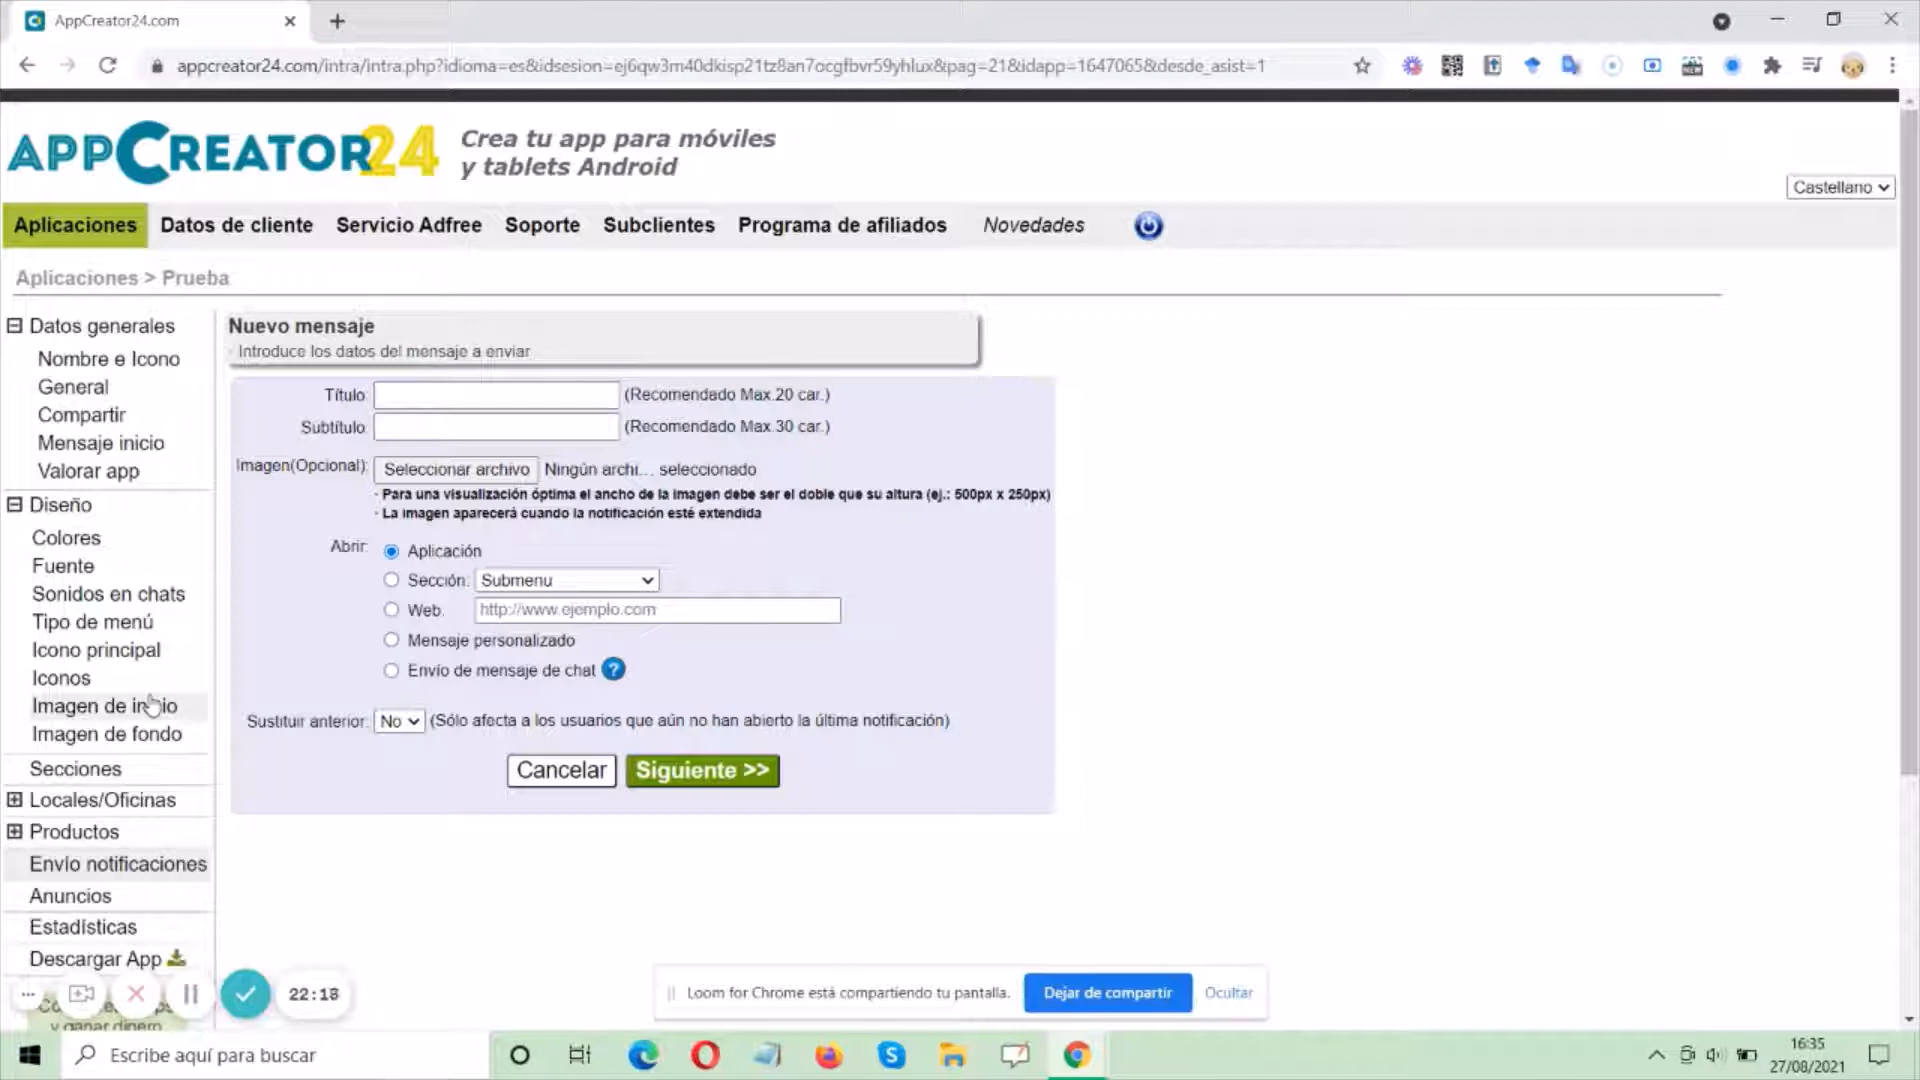 AppCreator24.com
appcreator24.com/intra/intra.php?idioma=es&idsesion=ej6qw3m40dkisp21tz8an7ocgfbvr59yhlux&pag=21&idapp=1647065&desde_asist=1
APPCREATOR24
Crea tu app para móviles
y tablets Android
Castellano
Aplicaciones Datos de cliente Servicio Adfree Soporte Subclientes Programa de afiliados Novedades
Aplicaciones > Prueba
Datos generales
Nombre e Icono
General
Compartir
Mensaje inicio
Valorar app
Diseño
Colores
Fuente
Sonidos en chats
Tipo de menú
Icono principal
Iconos
Imagen de inicio
Imagen de fondo
Secciones
Locales/Oficinas
Productos
Envío notificaciones
Anuncios
Estadísticas
Descargar App
y ganar dinero
Nuevo mensaje
· Introduce los datos del mensaje a enviar
Título: (Recomendado Max.20 car.)
Subtítulo: (Recomendado Max.30 car.)
Imagen(Opcional): Seleccionar archivo Ningún archi... seleccionado
· Para una visualización óptima el ancho de la imagen debe ser el doble que su altura (ej.: 500px x 250px)
· La imagen aparecerá cuando la notificación esté extendida
Abrir: Aplicación
Sección: Submenu
Web: http://www.ejemplo.com
Mensaje personalizado
Envío de mensaje de chat ?
Sustituir anterior: No (Sólo afecta a los usuarios que aún no han abierto la última notificación)
Cancelar Siguiente >>
22:18
Loom for Chrome está compartiendo tu pantalla. Dejar de compartir Ocultar
Escribe aquí para buscar
16:35
27/08/2021